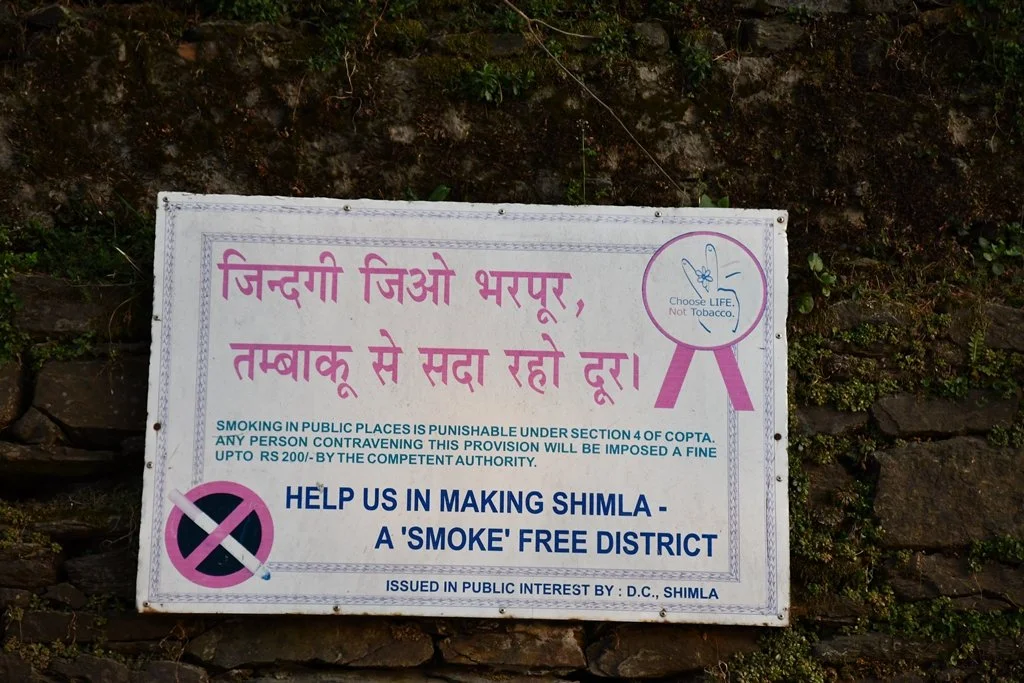 जिन्दगी जिओ भरपूर,
तम्बाकू से सदा रहो दूर।
Choose LIFE.
Not Tobacco.
SMOKING IN PUBLIC PLACES IS PUNISHABLE UNDER SECTION 4 OF COPTA.
ANY PERSON CONTRAVENING THIS PROVISION WILL BE IMPOSED A FINE
UPTO RS 200/- BY THE COMPETENT AUTHORITY.
HELP US IN MAKING SHIMLA -
A 'SMOKE' FREE DISTRICT
ISSUED IN PUBLIC INTEREST BY : D.C., SHIMLA